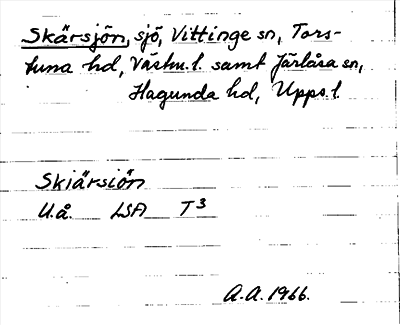 Skärsjön, sjö, Vittinge sn, Tors-
tuna hd, Västm.l. samt Järlåsa sn,
Hagunda hd, Upps.l.
Skiärsiön
U.å. LSA T3
A.A. 1966.